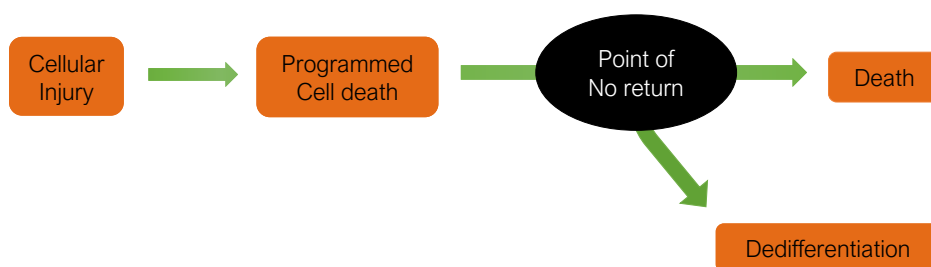 Cellular
Injury
Programmed
Cell death
Point of
No return
Death
Dedifferentiation